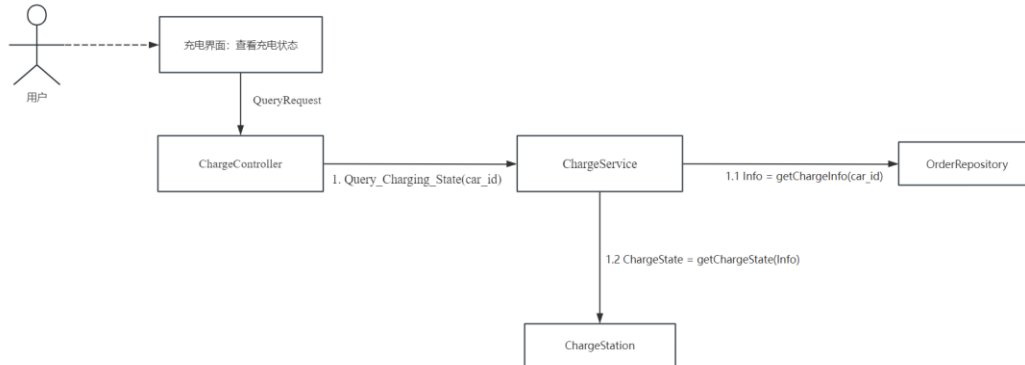 充电界面：查看充电状态
用户
QueryRequest
ChargeController
1. Query_Charging_State(car_id)
ChargeService
1.1 Info = getChargeInfo(car_id)
OrderRepository
1.2 ChargeState = getChargeState(Info)
ChargeStation